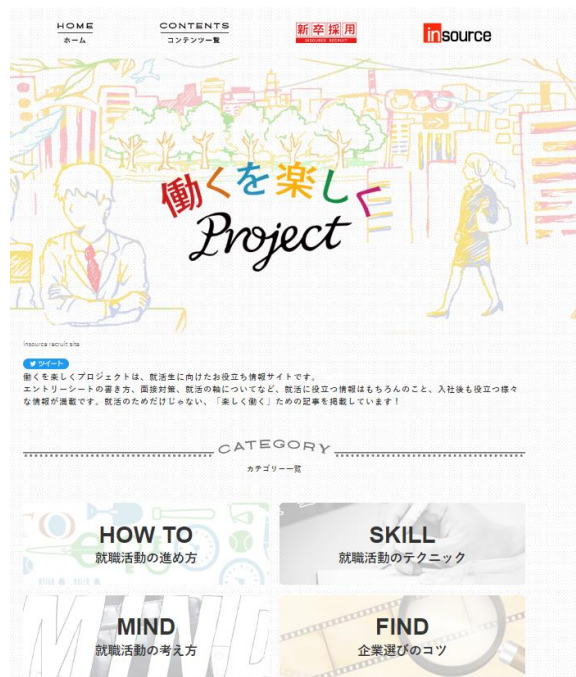 HOME
ホーム
CONTENTS
コンテンツ一覧
新卒採用
INSOURCE RECRUIT
insource
働くを楽しく
Project
insource recruit site
ツイート
働くを楽しくプロジェクトは、就活生に向けたお役立ち情報サイトです。
エントリーシートの書き方、面接対策、就活の軸についてなど、就活に役立つ情報はもちろんのこと、入社後も役立つ様々
な情報が満載です。就活のためだけじゃない、「楽しく働く」ための記事を掲載しています！
CATEGORY
カテゴリー一覧
HOW TO
就職活動の進め方
SKILL
就職活動のテクニック
MIND
就職活動の考え方
FIND
企業選びのコツ